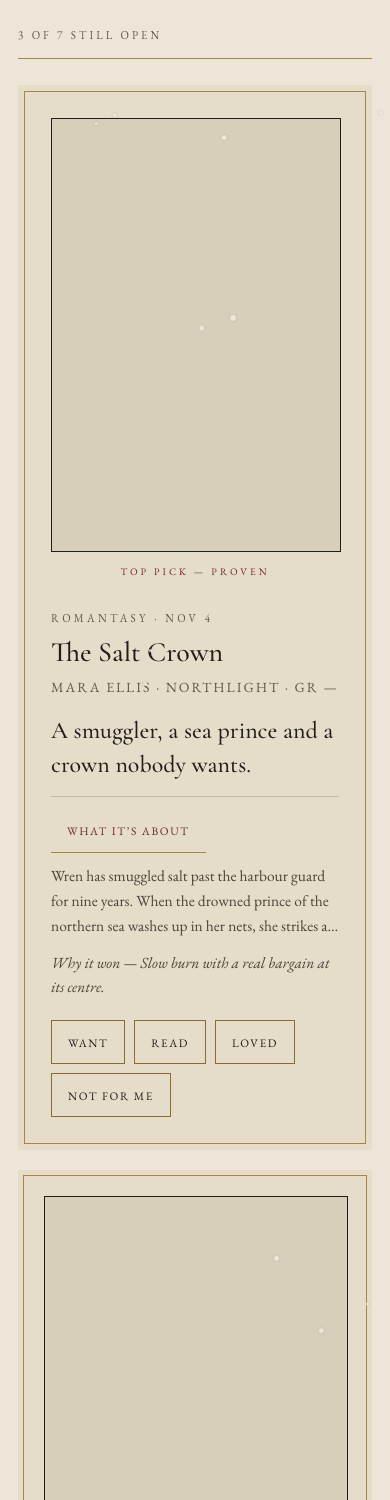 3 OF 7 STILL OPEN
TOP PICK — PROVEN
ROMANTASY · NOV 4
The Salt Crown
MARA ELLIS · NORTHLIGHT · GR —
A smuggler, a sea prince and a
crown nobody wants.
WHAT IT'S ABOUT
Wren has smuggled salt past the harbour guard
for nine years. When the drowned prince of the
northern sea washes up in her nets, she strikes a…
Why it won — Slow burn with a real bargain at
its centre.
WANT
READ
LOVED
NOT FOR ME